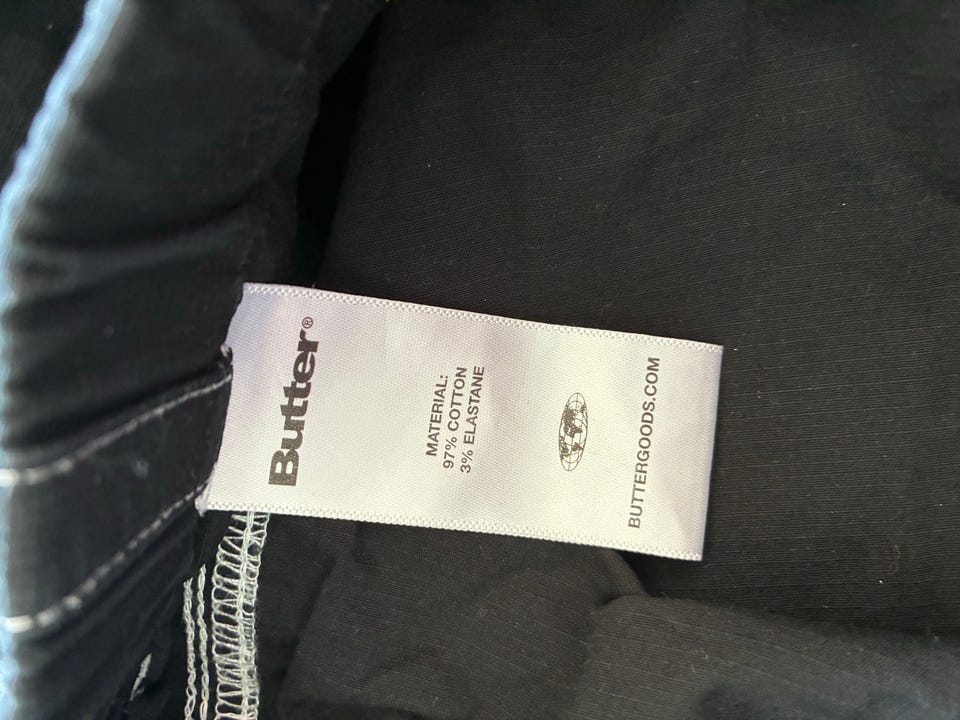 Butter®
MATERIAL:
97% COTTON
3% ELASTANE
BUTTERGOODS.COM